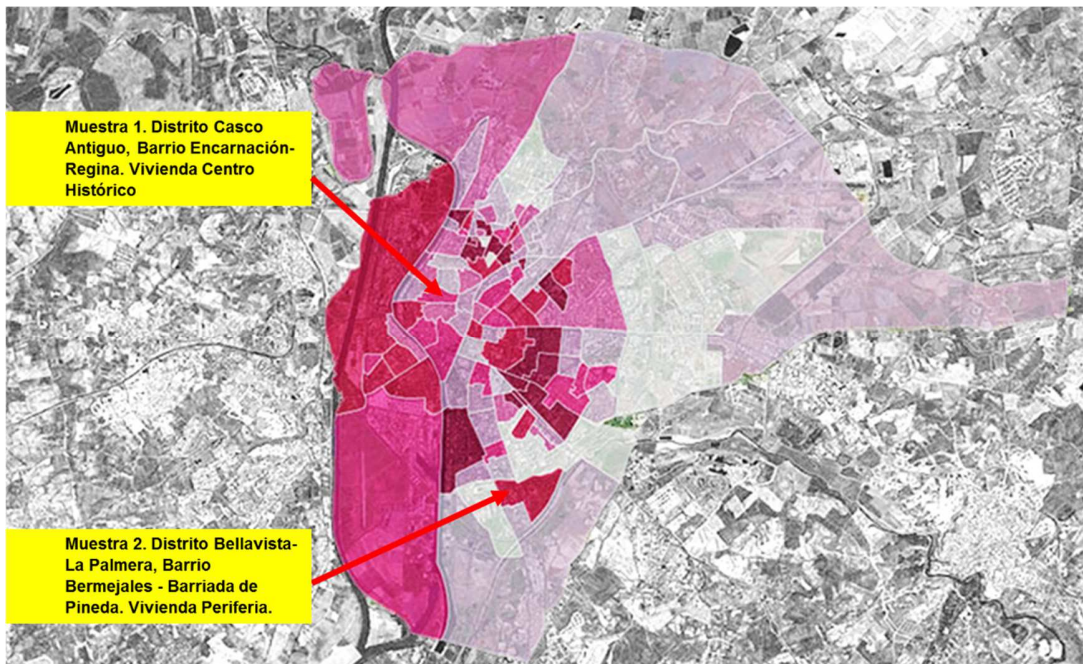 Muestra 1. Distrito Casco
Antiguo, Barrio Encarnación-
Regina. Vivienda Centro
Histórico
Muestra 2. Distrito Bellavista-
La Palmera, Barrio
Bermejales - Barriada de
Pineda. Vivienda Periferia.